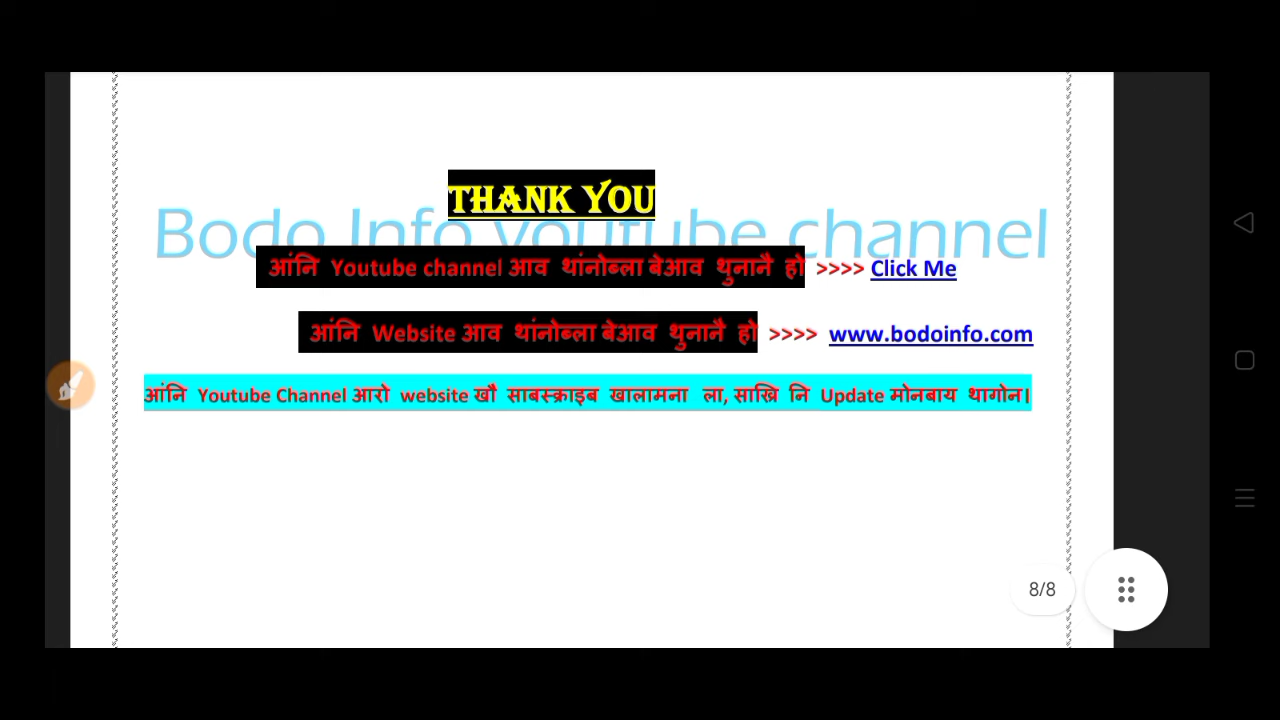 THANK YOU
Bodo Info youtube channel
आंनि Youtube channel आव थांनोब्ला बेआव थुनानै हो >>>> Click Me
आंनि Website आव थांनोब्ला बेआव थुनानै हो >>>> www.bodoinfo.com
आंनि Youtube Channel आरो website खौ साबस्क्राइब खालामना ला, साख्रि नि Update मोनबाय थागोन।
8/8